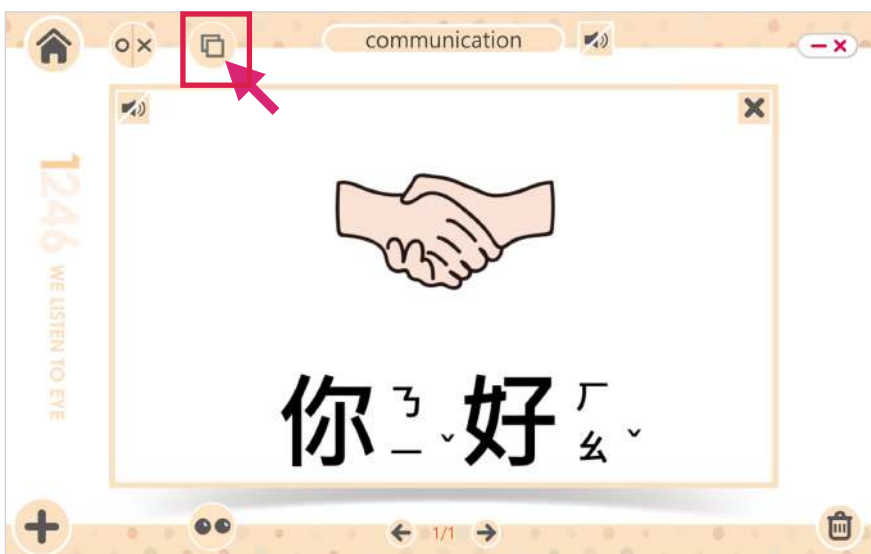 communication
1246 WE LISTEN TO EYE
你ㄋㄧˇ好ㄏㄠˇ
1/1